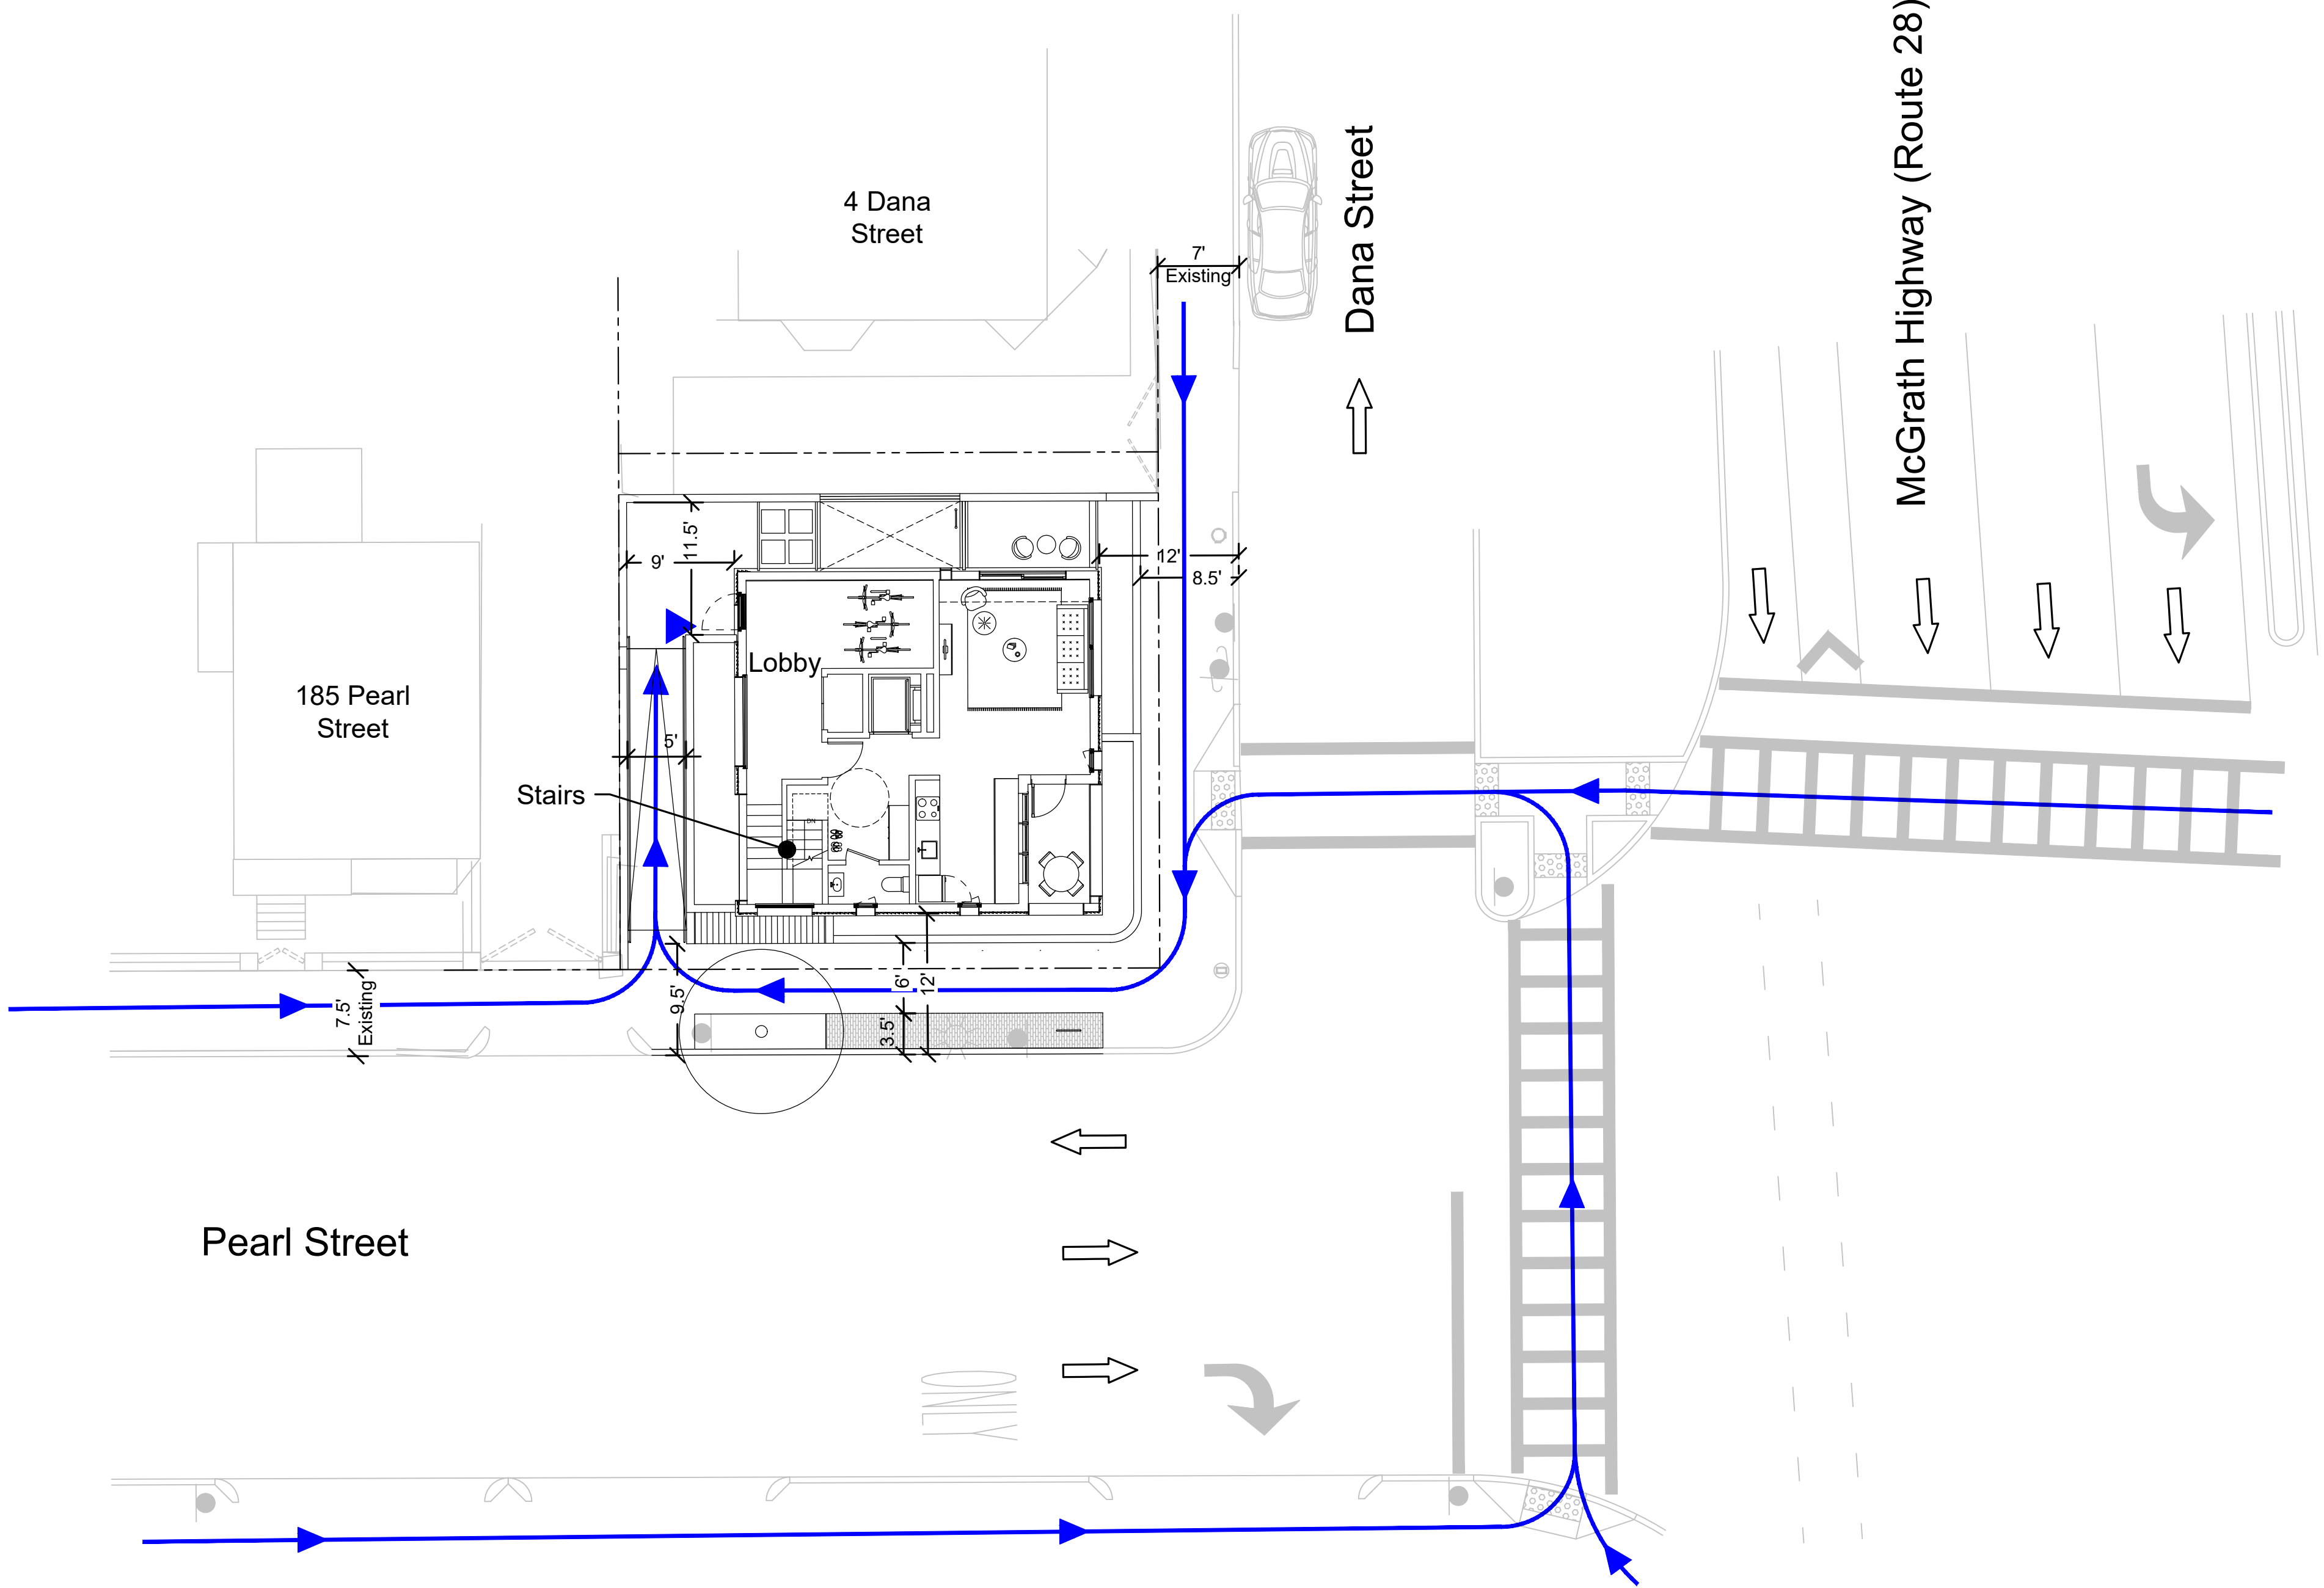 McGrath Highway (Route 28)
Dana Street
4 Dana
Street
7'
Existing
11.5'
9'
12'
8.5'
Lobby
185 Pearl
Street
5'
Stairs
DN
7.5'
Existing
9.5'
6'
12'
3.5'
Pearl Street
ONLY